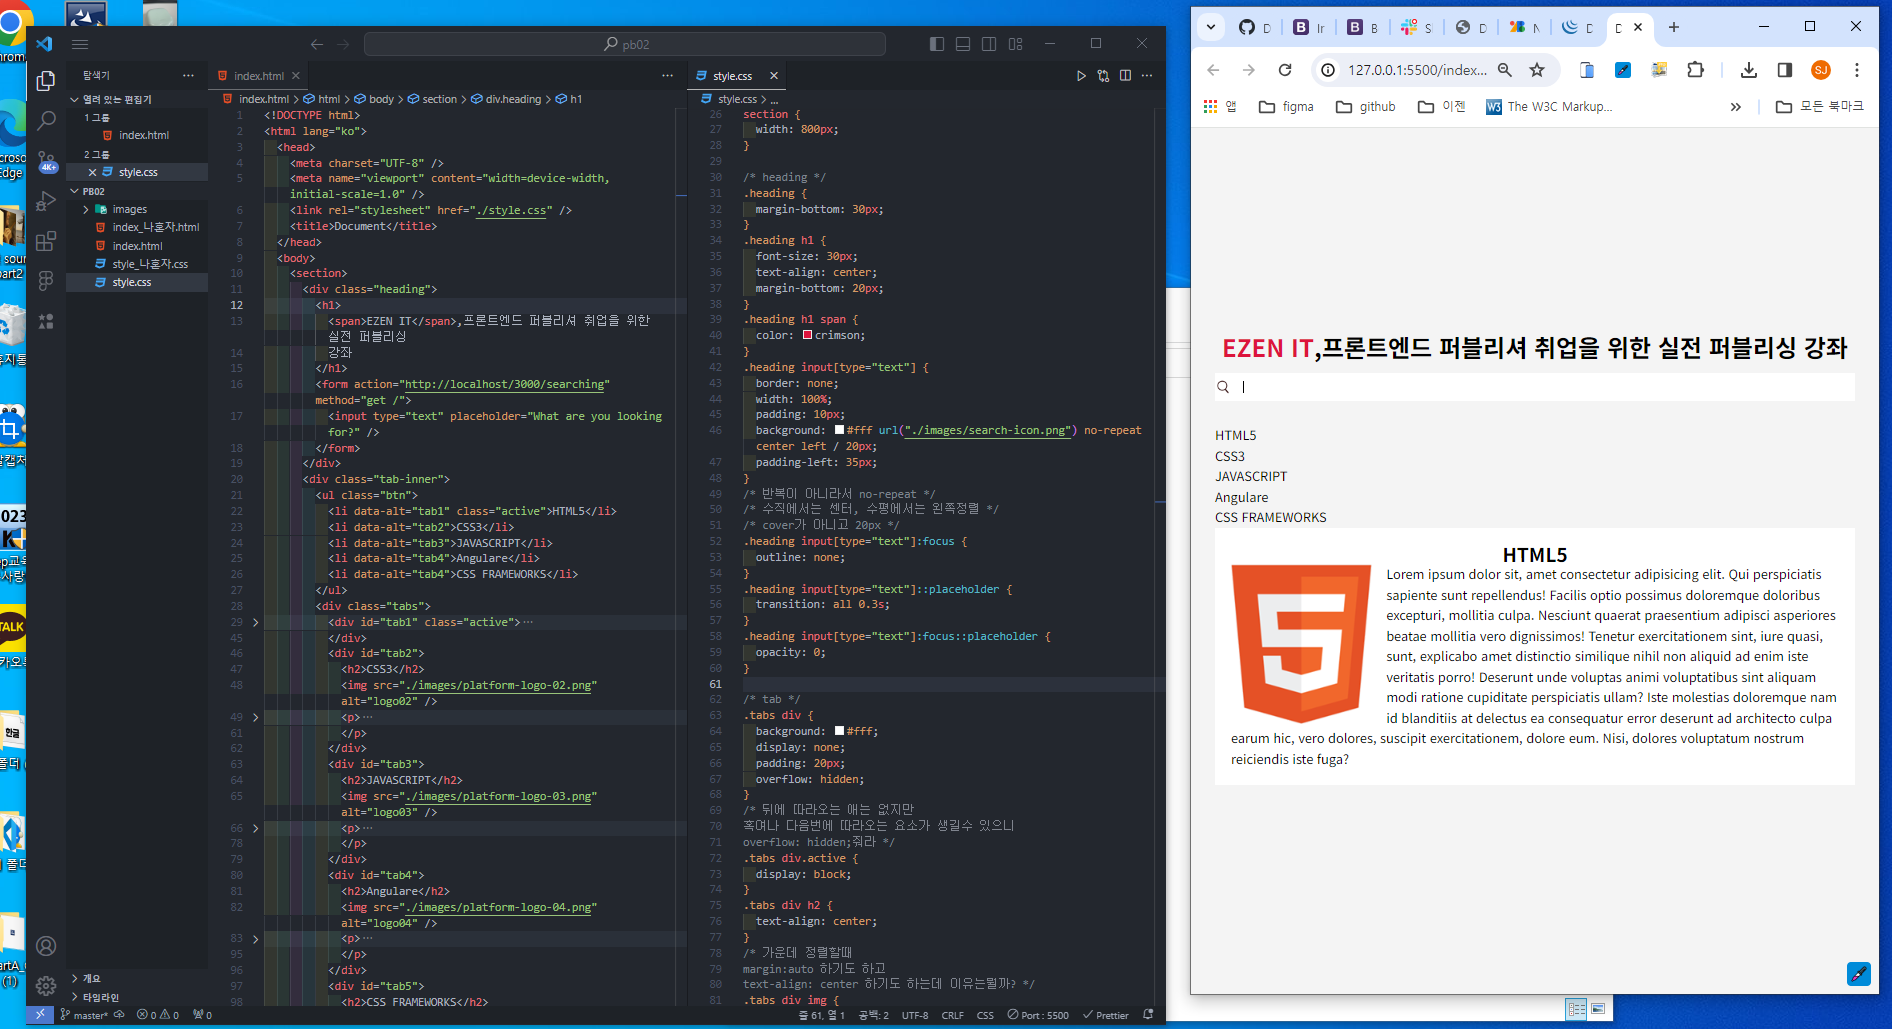 pb02
탐색기
index.html
style.css
열려 있는 편집기
1 그룹
index.html
2 그룹
style.css
PB02
images
index_나혼자.html
index.html
style_나혼자.css
style.css
개요
타임라인
index.html > html > body > section > div.heading > h1
1 <!DOCTYPE html>
2 <html lang="ko">
3 <head>
4 <meta charset="UTF-8" />
5 <meta name="viewport" content="width=device-width,
initial-scale=1.0" />
6 <link rel="stylesheet" href="./style.css" />
7 <title>Document</title>
8 </head>
9 <body>
10 <section>
11 <div class="heading">
12 <h1>
13 <span>EZEN IT</span>,프론트엔드 퍼블리셔 취업을 위한
실전 퍼블리싱
14 강좌
15 </h1>
16 <form action="http://localhost/3000/searching"
method="get /">
17 <input type="text" placeholder="What are you looking
for?" />
18 </form>
19 </div>
20 <div class="tab-inner">
21 <ul class="btn">
22 <li data-alt="tab1" class="active">HTML5</li>
23 <li data-alt="tab2">CSS3</li>
24 <li data-alt="tab3">JAVASCRIPT</li>
25 <li data-alt="tab4">Angulare</li>
26 <li data-alt="tab4">CSS FRAMEWORKS</li>
27 </ul>
28 <div class="tabs">
29 <div id="tab1" class="active">…
45 </div>
46 <div id="tab2">
47 <h2>CSS3</h2>
48 <img src="./images/platform-logo-02.png"
alt="logo02" />
49 <p>…
61 </p>
62 </div>
63 <div id="tab3">
64 <h2>JAVASCRIPT</h2>
65 <img src="./images/platform-logo-03.png"
alt="logo03" />
66 <p>…
78 </p>
79 </div>
80 <div id="tab4">
81 <h2>Angulare</h2>
82 <img src="./images/platform-logo-04.png"
alt="logo04" />
83 <p>…
95 </p>
96 </div>
97 <div id="tab5">
98 <h2>CSS FRAMEWORKS</h2>
style.css > ...
26 section {
27 width: 800px;
28 }
29
30 /* heading */
31 .heading {
32 margin-bottom: 30px;
33 }
34 .heading h1 {
35 font-size: 30px;
36 text-align: center;
37 margin-bottom: 20px;
38 }
39 .heading h1 span {
40 color: crimson;
41 }
42 .heading input[type="text"] {
43 border: none;
44 width: 100%;
45 padding: 10px;
46 background: #fff url("./images/search-icon.png") no-repeat
center left / 20px;
47 padding-left: 35px;
48 }
49 /* 반복이 아니라서 no-repeat */
50 /* 수직에서는 센터, 수평에서는 왼쪽정렬 */
51 /* cover가 아니고 20px */
52 .heading input[type="text"]:focus {
53 outline: none;
54 }
55 .heading input[type="text"]::placeholder {
56 transition: all 0.3s;
57 }
58 .heading input[type="text"]:focus::placeholder {
59 opacity: 0;
60 }
61
62 /* tab */
63 .tabs div {
64 background: #fff;
65 display: none;
66 padding: 20px;
67 overflow: hidden;
68 }
69 /* 뒤에 따라오는 애는 없지만
70 혹여나 다음번에 따라오는 요소가 생길수 있으니
71 overflow: hidden;줘라 */
72 .tabs div.active {
73 display: block;
74 }
75 .tabs div h2 {
76 text-align: center;
77 }
78 /* 가운데 정렬할때
79 margin:auto 하기도 하고
80 text-align: center 하기도 하는데 이유는뭘까? */
81 .tabs div img {
master*
0 0
0
줄 61, 열 1
공백: 2
UTF-8
CRLF
CSS
Port : 5500
Prettier
4K+
127.0.0.1:5500/index...
SJ
앱
figma
github
이젠
The W3C Markup...
모든 북마크
EZEN IT,프론트엔드 퍼블리셔 취업을 위한 실전 퍼블리싱 강좌
HTML5
CSS3
JAVASCRIPT
Angulare
CSS FRAMEWORKS
HTML5
Lorem ipsum dolor sit, amet consectetur adipisicing elit. Qui perspiciatis
sapiente sunt repellendus! Facilis optio possimus doloremque doloribus
excepturi, mollitia culpa. Nesciunt quaerat praesentium adipisci asperiores
beatae mollitia vero dignissimos! Tenetur exercitationem sint, iure quasi,
sunt, explicabo amet distinctio similique nihil non aliquid ad enim iste
veritatis porro! Deserunt unde voluptas animi voluptatibus sint aliquam
modi ratione cupiditate perspiciatis ullam? Iste molestias doloremque nam
id blanditiis at delectus ea consequatur error deserunt ad architecto culpa
earum hic, vero dolores, suscipit exercitationem, dolore eum. Nisi, dolores voluptatum nostrum
reiciendis iste fuga?